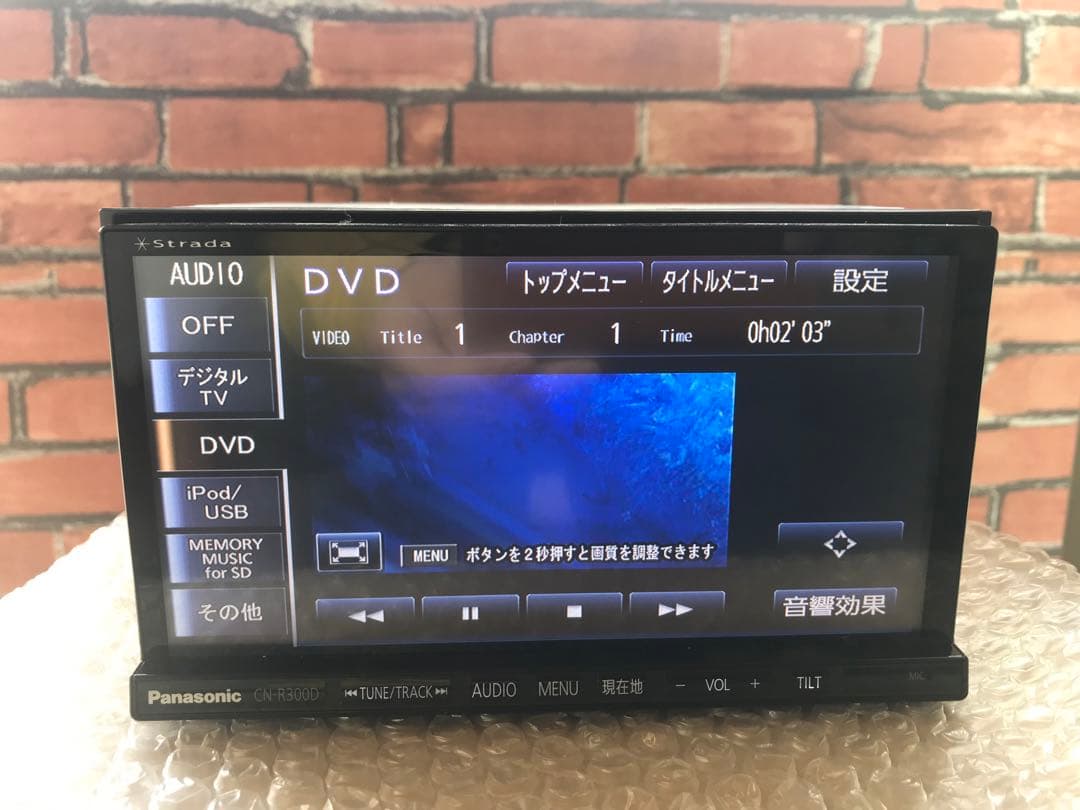 Strada
AUDIO
OFF
デジタル
TV
DVD
iPod/
USB
MEMORY
MUSIC
for SD
その他
DVD トップメニュー タイトルメニュー 設定
VIDEO Title 1 Chapter 1 Time 0h02'03"
MENU ボタンを2秒押すと画質を調整できます
音響効果
Panasonic CN-R300D TUNE/TRACK AUDIO MENU 現在地 − VOL + TILT MIC